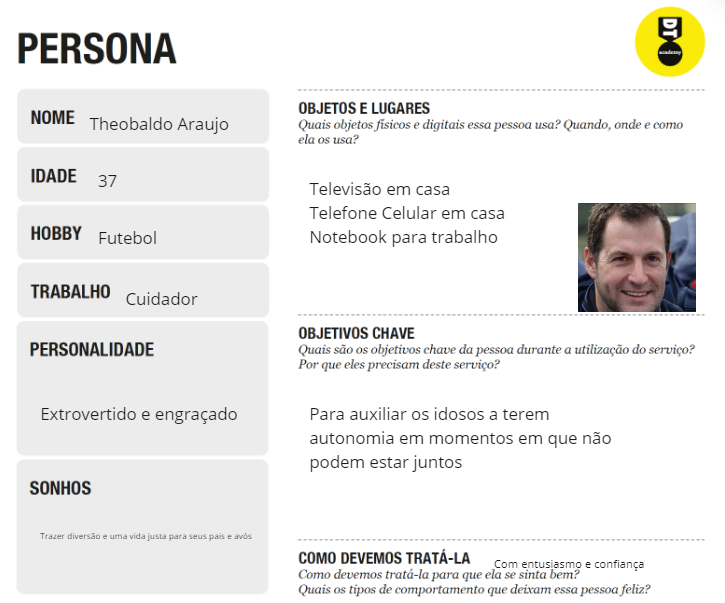 PERSONA
DT
academy
NOME Theobaldo Araujo
IDADE 37
HOBBY Futebol
TRABALHO Cuidador
PERSONALIDADE
Extrovertido e engraçado
SONHOS
Trazer diversão e uma vida justa para seus pais e avós
OBJETOS E LUGARES
Quais objetos físicos e digitais essa pessoa usa? Quando, onde e como
ela os usa?
Televisão em casa
Telefone Celular em casa
Notebook para trabalho
OBJETIVOS CHAVE
Quais são os objetivos chave da pessoa durante a utilização do serviço?
Por que eles precisam deste serviço?
Para auxiliar os idosos a terem
autonomia em momentos em que não
podem estar juntos
COMO DEVEMOS TRATÁ-LA Com entusiasmo e confiança
Como devemos tratá-la para que ela se sinta bem?
Quais os tipos de comportamento que deixam essa pessoa feliz?